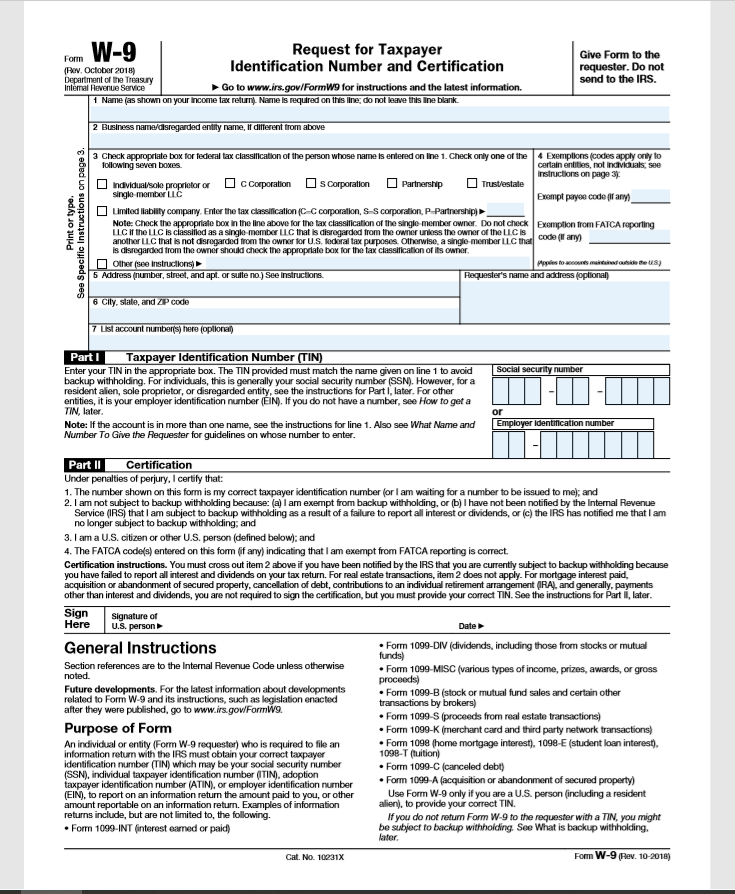 Form W-9
(Rev. October 2018)
Department of the Treasury
Internal Revenue Service
Request for Taxpayer
Identification Number and Certification
▶ Go to www.irs.gov/FormW9 for instructions and the latest information.
Give Form to the
requester. Do not
send to the IRS.
Print or type.
See Specific Instructions on page 3.
1 Name (as shown on your income tax return). Name is required on this line; do not leave this line blank.
2 Business name/disregarded entity name, if different from above
3 Check appropriate box for federal tax classification of the person whose name is entered on line 1. Check only one of the
following seven boxes.
Individual/sole proprietor or
single-member LLC
C Corporation
S Corporation
Partnership
Trust/estate
Limited liability company. Enter the tax classification (C=C corporation, S=S corporation, P=Partnership) ▶
Note: Check the appropriate box in the line above for the tax classification of the single-member owner. Do not check
LLC if the LLC is classified as a single-member LLC that is disregarded from the owner unless the owner of the LLC is
another LLC that is not disregarded from the owner for U.S. federal tax purposes. Otherwise, a single-member LLC that
is disregarded from the owner should check the appropriate box for the tax classification of its owner.
Other (see instructions) ▶
4 Exemptions (codes apply only to
certain entities, not individuals; see
instructions on page 3):
Exempt payee code (if any)
Exemption from FATCA reporting
code (if any)
(Applies to accounts maintained outside the U.S.)
5 Address (number, street, and apt. or suite no.) See instructions.
Requester's name and address (optional)
6 City, state, and ZIP code
7 List account number(s) here (optional)
Part I Taxpayer Identification Number (TIN)
Enter your TIN in the appropriate box. The TIN provided must match the name given on line 1 to avoid
backup withholding. For individuals, this is generally your social security number (SSN). However, for a
resident alien, sole proprietor, or disregarded entity, see the instructions for Part I, later. For other
entities, it is your employer identification number (EIN). If you do not have a number, see How to get a
TIN, later.
Note: If the account is in more than one name, see the instructions for line 1. Also see What Name and
Number To Give the Requester for guidelines on whose number to enter.
Social security number
– –
or
Employer identification number
–
Part II Certification
Under penalties of perjury, I certify that:
1. The number shown on this form is my correct taxpayer identification number (or I am waiting for a number to be issued to me); and
2. I am not subject to backup withholding because: (a) I am exempt from backup withholding, or (b) I have not been notified by the Internal Revenue
Service (IRS) that I am subject to backup withholding as a result of a failure to report all interest or dividends, or (c) the IRS has notified me that I am
no longer subject to backup withholding; and
3. I am a U.S. citizen or other U.S. person (defined below); and
4. The FATCA code(s) entered on this form (if any) indicating that I am exempt from FATCA reporting is correct.
Certification instructions. You must cross out item 2 above if you have been notified by the IRS that you are currently subject to backup withholding because
you have failed to report all interest and dividends on your tax return. For real estate transactions, item 2 does not apply. For mortgage interest paid,
acquisition or abandonment of secured property, cancellation of debt, contributions to an individual retirement arrangement (IRA), and generally, payments
other than interest and dividends, you are not required to sign the certification, but you must provide your correct TIN. See the instructions for Part II, later.
Sign
Here
Signature of
U.S. person ▶
Date ▶
General Instructions
Section references are to the Internal Revenue Code unless otherwise
noted.
Future developments. For the latest information about developments
related to Form W-9 and its instructions, such as legislation enacted
after they were published, go to www.irs.gov/FormW9.
Purpose of Form
An individual or entity (Form W-9 requester) who is required to file an
information return with the IRS must obtain your correct taxpayer
identification number (TIN) which may be your social security number
(SSN), individual taxpayer identification number (ITIN), adoption
taxpayer identification number (ATIN), or employer identification number
(EIN), to report on an information return the amount paid to you, or other
amount reportable on an information return. Examples of information
returns include, but are not limited to, the following.
• Form 1099-INT (interest earned or paid)
• Form 1099-DIV (dividends, including those from stocks or mutual
funds)
• Form 1099-MISC (various types of income, prizes, awards, or gross
proceeds)
• Form 1099-B (stock or mutual fund sales and certain other
transactions by brokers)
• Form 1099-S (proceeds from real estate transactions)
• Form 1099-K (merchant card and third party network transactions)
• Form 1098 (home mortgage interest), 1098-E (student loan interest),
1098-T (tuition)
• Form 1099-C (canceled debt)
• Form 1099-A (acquisition or abandonment of secured property)
Use Form W-9 only if you are a U.S. person (including a resident
alien), to provide your correct TIN.
If you do not return Form W-9 to the requester with a TIN, you might
be subject to backup withholding. See What is backup withholding,
later.
Cat. No. 10231X
Form W-9 (Rev. 10-2018)